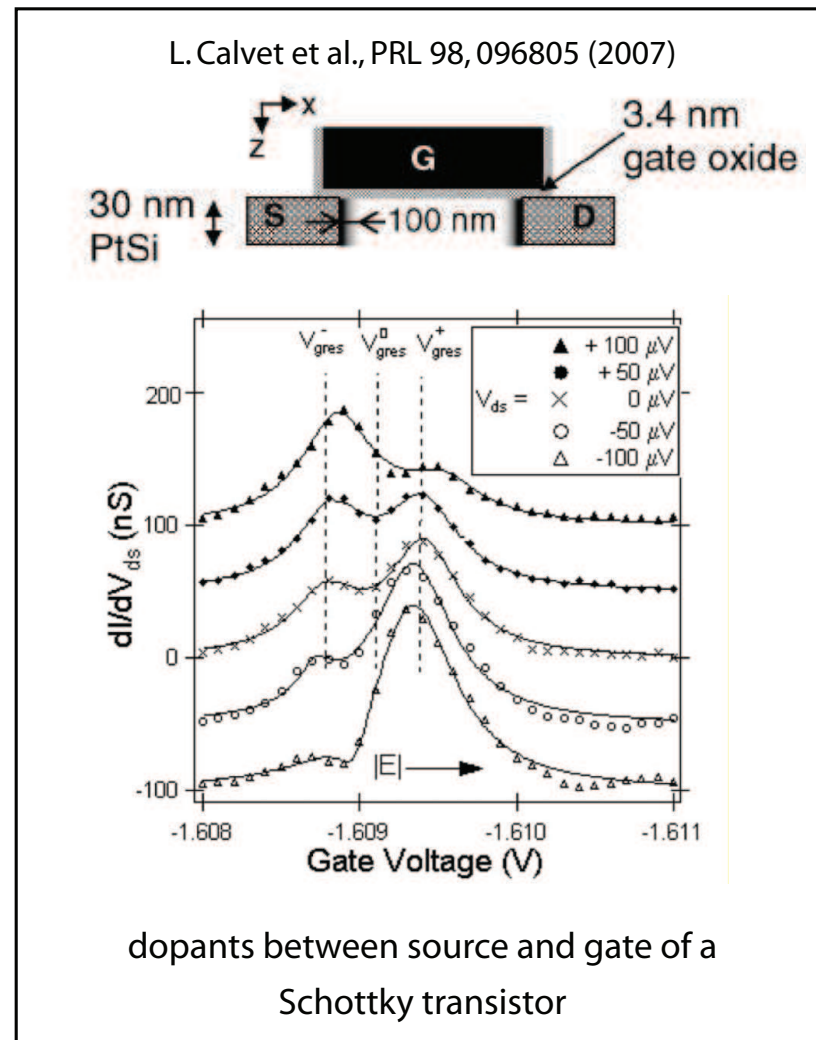 L. Calvet et al., PRL 98, 096805 (2007)
x
z
G
3.4 nm
gate oxide
30 nm
PtSi
S
100 nm
D
V⁻gres
V⁰gres
V⁺gres
Vds =
+ 100 μV
+ 50 μV
0 μV
-50 μV
-100 μV
200
100
0
-100
dI/dVds (nS)
|E|
-1.608
-1.609
-1.610
-1.611
Gate Voltage (V)
dopants between source and gate of a
Schottky transistor